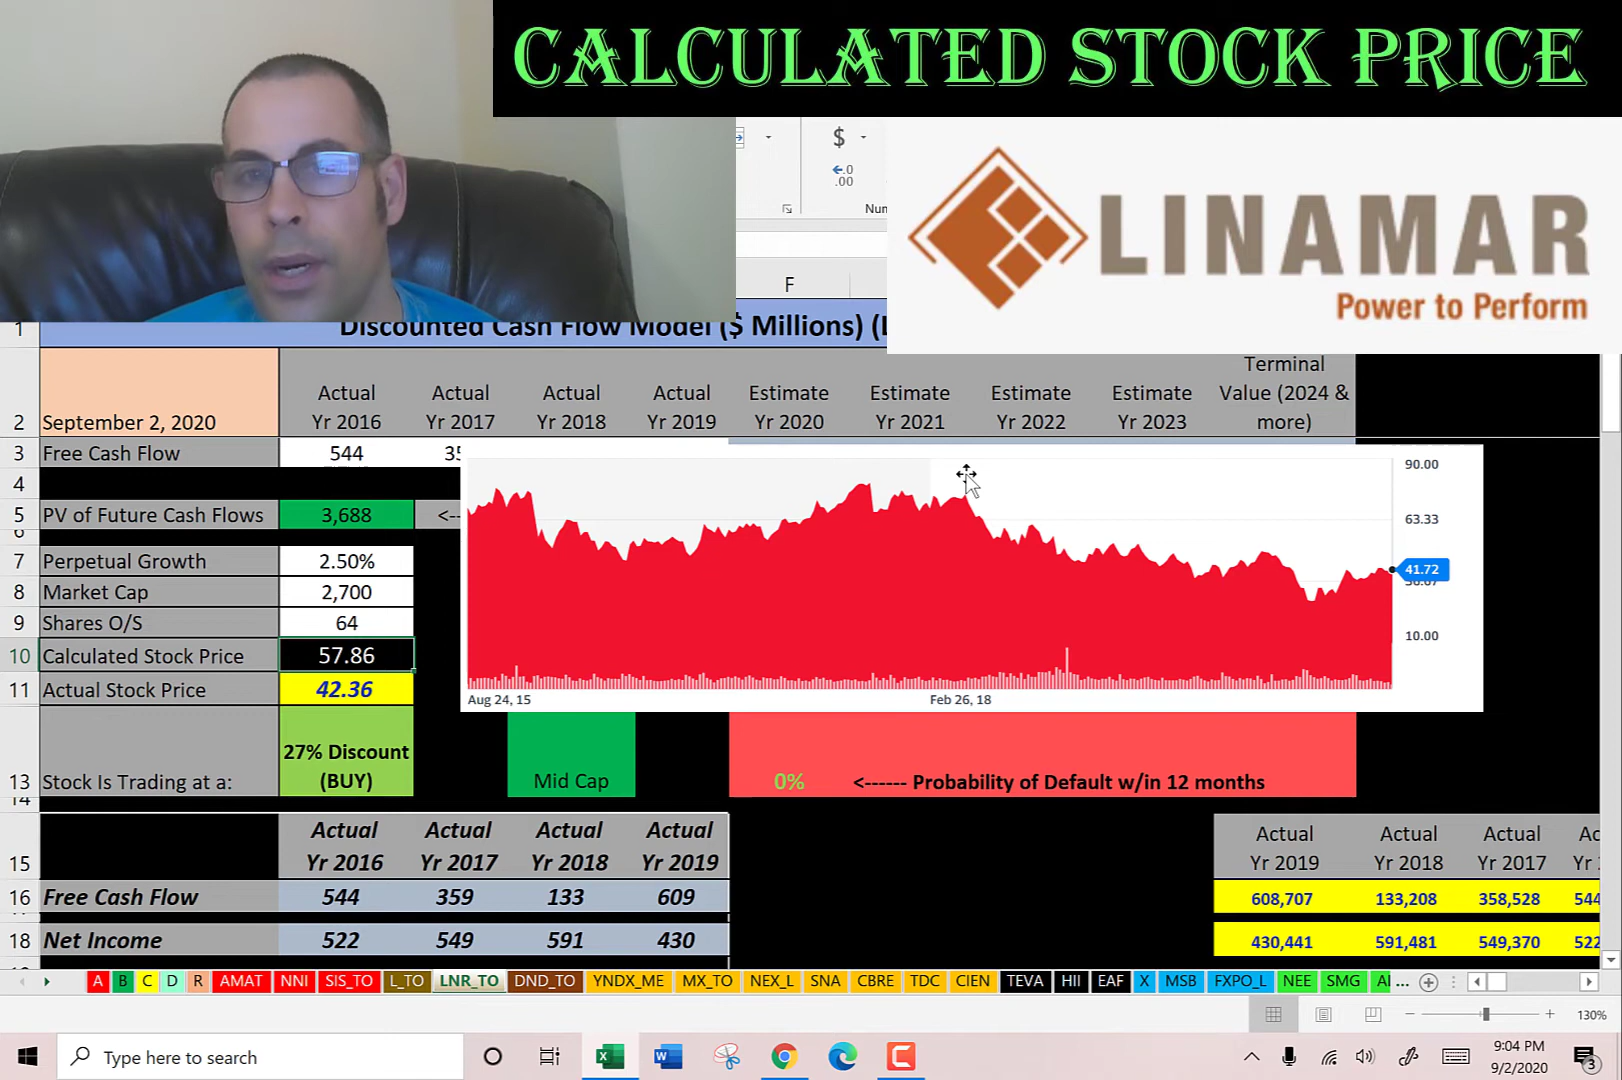 CALCULATED STOCK PRICE
LINAMAR
Power to Perform
$
.00
F
1 Discounted Cash Flow Model ($ Millions) (L
2 September 2, 2020 Actual Yr 2016 Actual Yr 2017 Actual Yr 2018 Actual Yr 2019 Estimate Yr 2020 Estimate Yr 2021 Estimate Yr 2022 Estimate Yr 2023 Terminal Value (2024 & more)
3 Free Cash Flow 544 35
4
5 PV of Future Cash Flows 3,688 <--
6
7 Perpetual Growth 2.50%
8 Market Cap 2,700
9 Shares O/S 64
10 Calculated Stock Price 57.86
11 Actual Stock Price 42.36
90.00
63.33
41.72
10.00
Aug 24, 15 Feb 26, 18
13 Stock Is Trading at a: 27% Discount (BUY) Mid Cap 0% <------ Probability of Default w/in 12 months
14
15 Actual Yr 2016 Actual Yr 2017 Actual Yr 2018 Actual Yr 2019 Actual Yr 2019 Actual Yr 2018 Actual Yr 2017
16 Free Cash Flow 544 359 133 609 608,707 133,208 358,528 544
18 Net Income 522 549 591 430 430,441 591,481 549,370 522
A B C D R AMAT NNI SIS_TO L_TO LNR_TO DND_TO YNDX_ME MX_TO NEX_L SNA CBRE TDC CIEN TEVA HII EAF X MSB FXPO_L NEE SMG ...
130%
Type here to search
9:04 PM
9/2/2020
3